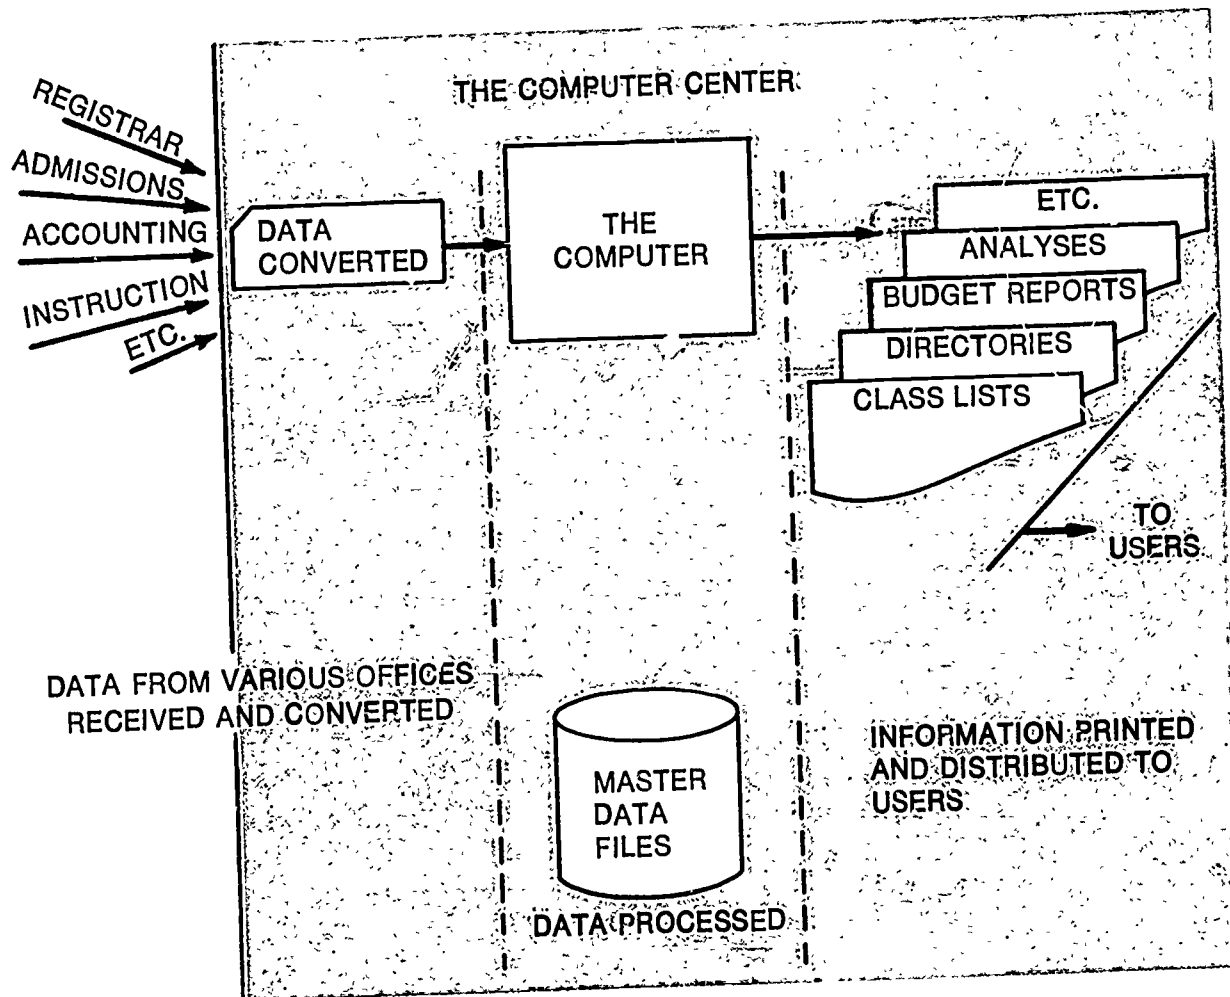 THE COMPUTER CENTER
REGISTRAR
ADMISSIONS
ACCOUNTING
INSTRUCTION
ETC.
DATA
CONVERTED
THE
COMPUTER
ETC.
ANALYSES
BUDGET REPORTS
DIRECTORIES
CLASS LISTS
TO
USERS
DATA FROM VARIOUS OFFICES
RECEIVED AND CONVERTED
MASTER
DATA
FILES
DATA PROCESSED
INFORMATION PRINTED
AND DISTRIBUTED TO
USERS